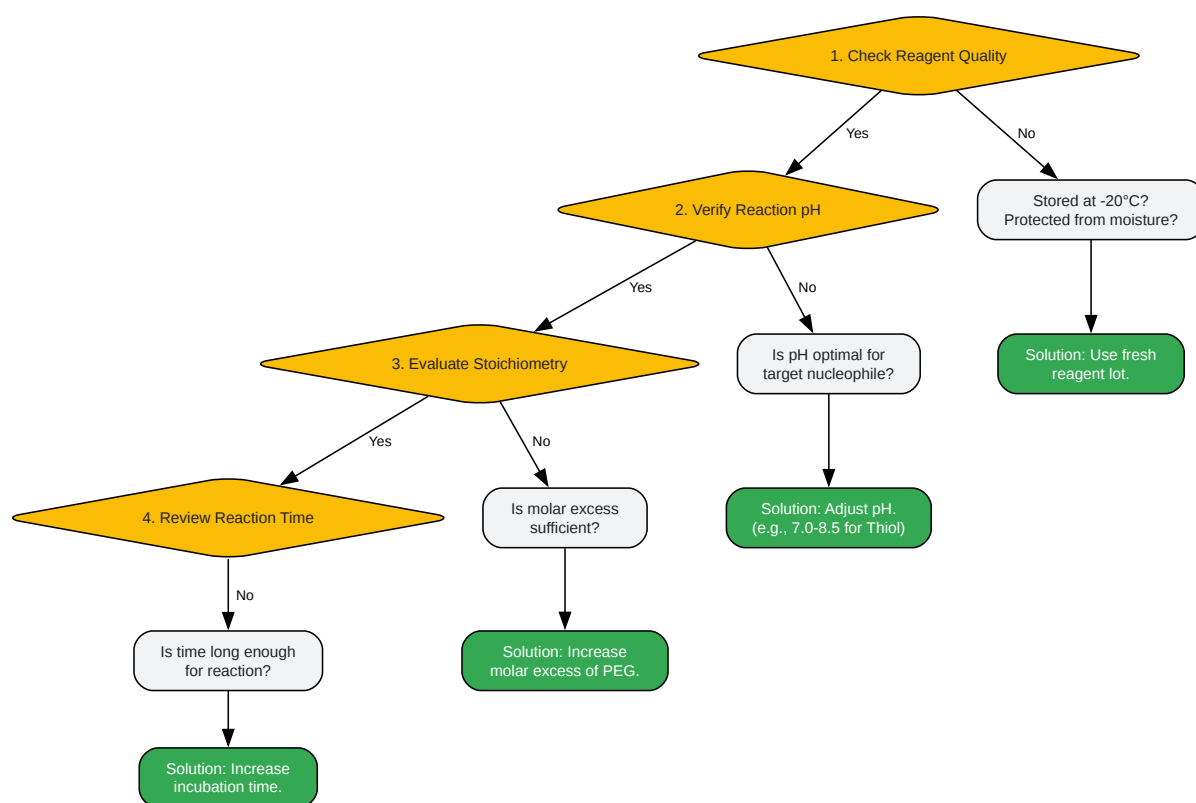 1. Check Reagent Quality
Yes
No
2. Verify Reaction pH
Stored at -20°C?
Protected from moisture?
Yes
No
3. Evaluate Stoichiometry
Is pH optimal for
target nucleophile?
Solution: Use fresh
reagent lot.
Yes
No
4. Review Reaction Time
Is molar excess
sufficient?
Solution: Adjust pH.
(e.g., 7.0-8.5 for Thiol)
No
Is time long enough
for reaction?
Solution: Increase
molar excess of PEG.
Solution: Increase
incubation time.